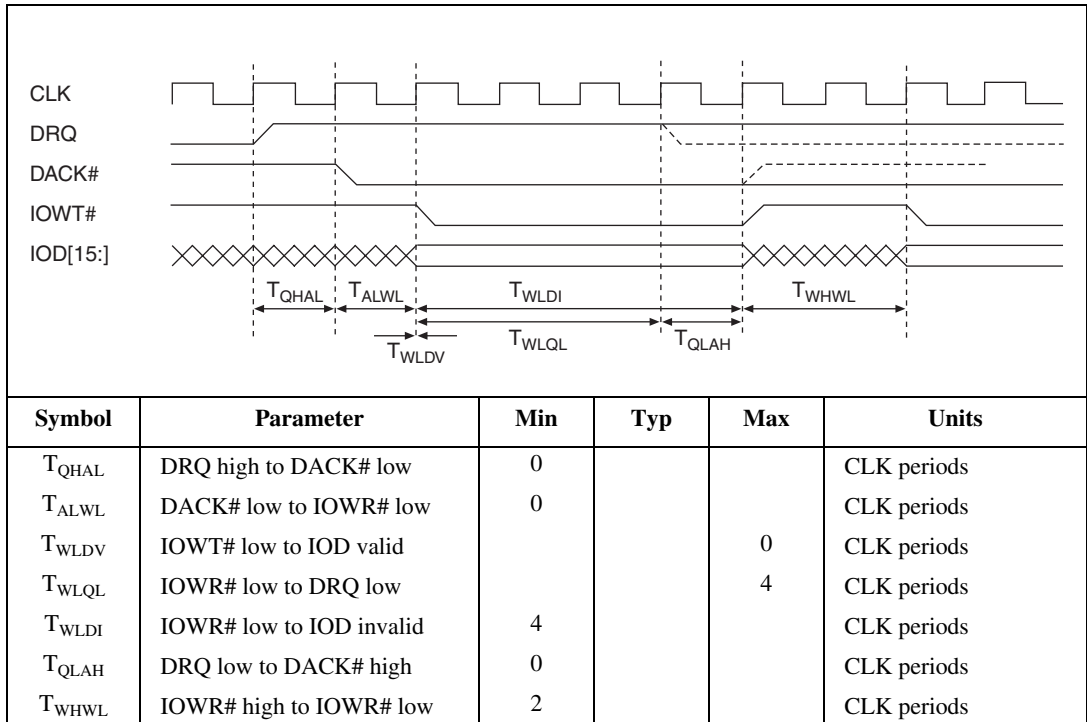 CLK
DRQ
DACK#
IOWT#
IOD[15:]
TQHAL TALWL TWLDI TWHWL
TWLDV TWLQL TQLAH
Symbol Parameter Min Typ Max Units
TQHAL DRQ high to DACK# low 0 CLK periods
TALWL DACK# low to IOWR# low 0 CLK periods
TWLDV IOWT# low to IOD valid 0 CLK periods
TWLQL IOWR# low to DRQ low 4 CLK periods
TWLDI IOWR# low to IOD invalid 4 CLK periods
TQLAH DRQ low to DACK# high 0 CLK periods
TWHWL IOWR# high to IOWR# low 2 CLK periods